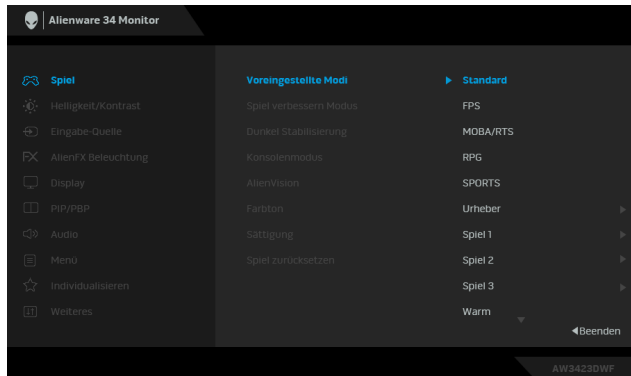 Alienware 34 Monitor
Spiel
Voreingestellte Modi
Standard
Helligkeit/Kontrast
Spiel verbessern Modus
FPS
Eingabe-Quelle
Dunkel Stabilisierung
MOBA/RTS
AlienFX Beleuchtung
Konsolenmodus
RPG
Display
AlienVision
SPORTS
PIP/PBP
Farbton
Urheber
Audio
Sättigung
Spiel 1
Menü
Spiel zurücksetzen
Spiel 2
Individualisieren
Spiel 3
Weiteres
Warm
Beenden
AW3423DWF